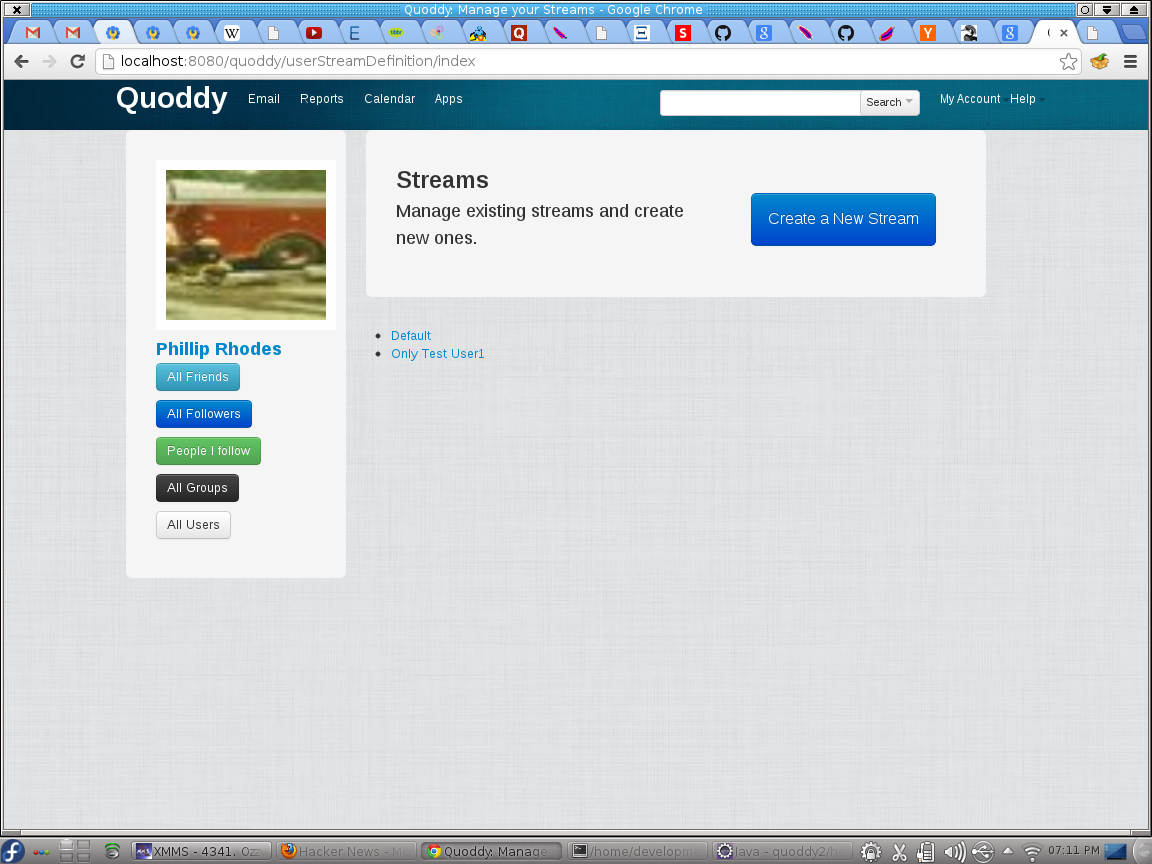 Quoddy: Manage your Streams - Google Chrome
localhost:8080/quoddy/userStreamDefinition/index
Quoddy Email Reports Calendar Apps Search My Account Help
Streams
Manage existing streams and create
new ones.
Create a New Stream
Default
Only Test User1
Phillip Rhodes
All Friends
All Followers
People I follow
All Groups
All Users
XMMS - 4341. Ozzy
Hacker News - M
Quoddy: Manage
/home/developm
Java - quoddy2/h
07:11 PM